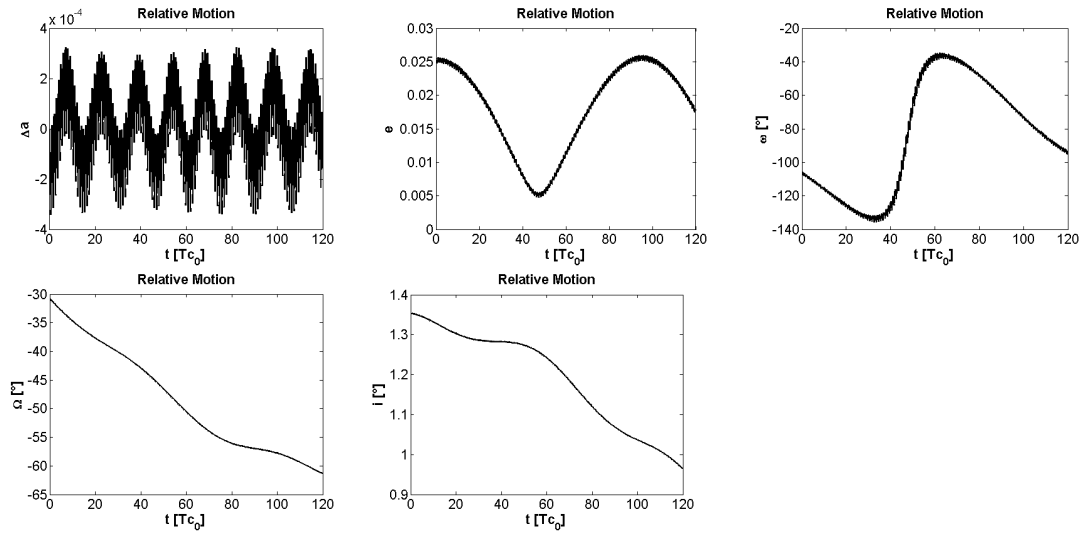 Relative Motion
x 10⁻⁴
4
2
0
-2
-4
Δa
0 20 40 60 80 100 120
t [Tc₀]
Relative Motion
0.03
0.025
0.02
0.015
0.01
0.005
0
e
0 20 40 60 80 100 120
t [Tc₀]
Relative Motion
-20
-40
-60
-80
-100
-120
-140
ω [°]
0 20 40 60 80 100 120
t [Tc₀]
Relative Motion
-30
-35
-40
-45
-50
-55
-60
-65
Ω [°]
0 20 40 60 80 100 120
t [Tc₀]
Relative Motion
1.4
1.3
1.2
1.1
1
0.9
i [°]
0 20 40 60 80 100 120
t [Tc₀]